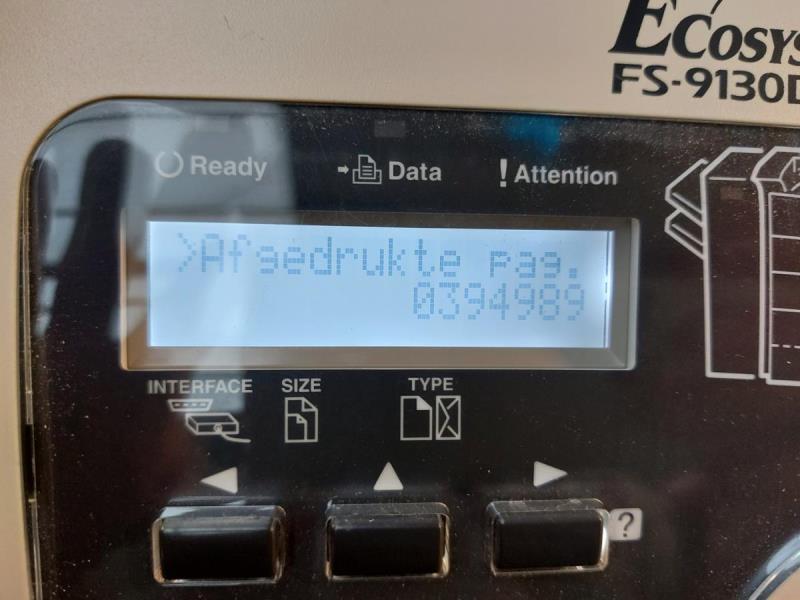 ECOSYS
FS-9130D
Ready
Data
! Attention
>Afgedrukte pag.
0394989
INTERFACE
SIZE
TYPE
?